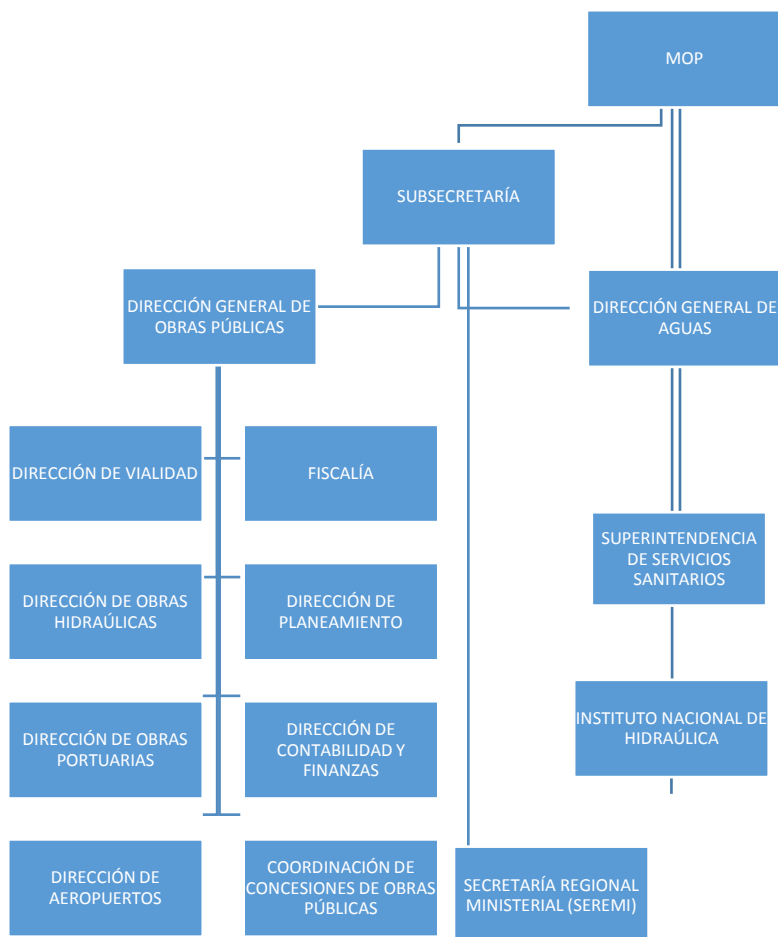 MOP
SUBSECRETARÍA
DIRECCIÓN GENERAL DE
OBRAS PÚBLICAS
DIRECCIÓN GENERAL DE
AGUAS
DIRECCIÓN DE VIALIDAD
FISCALÍA
SUPERINTENDENCIA
DE SERVICIOS
SANITARIOS
DIRECCIÓN DE OBRAS
HIDRAÚLICAS
DIRECCIÓN DE
PLANEAMIENTO
INSTITUTO NACIONAL DE
HIDRAÚLICA
DIRECCIÓN DE OBRAS
PORTUARIAS
DIRECCIÓN DE
CONTABILIDAD Y
FINANZAS
DIRECCIÓN DE
AEROPUERTOS
COORDINACIÓN DE
CONCESIONES DE OBRAS
PÚBLICAS
SECRETARÍA REGIONAL
MINISTERIAL (SEREMI)